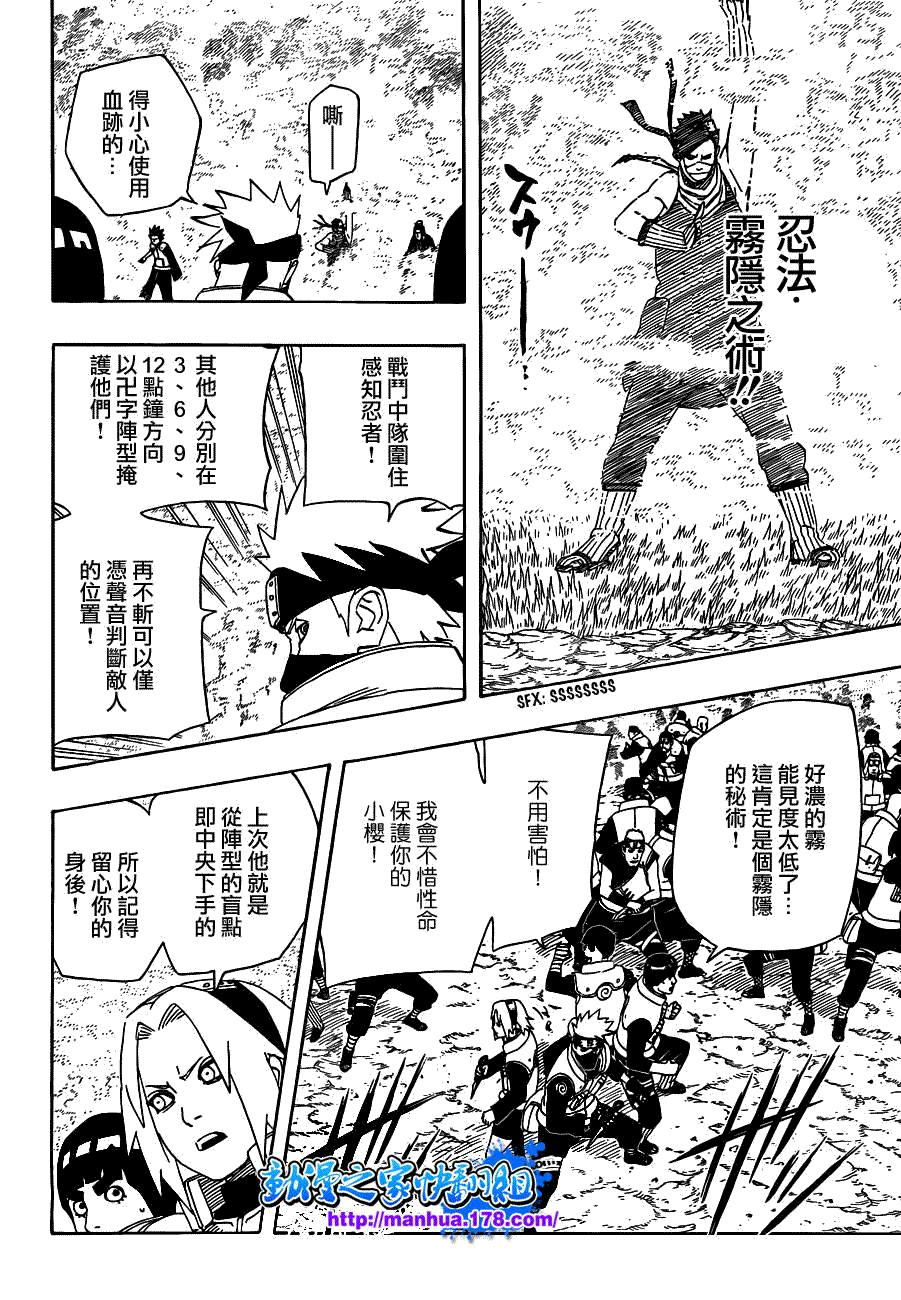 忍法·
霧隱之術!!
スゥーーー
嘶——
得小心使用
血跡的…
戰鬥中隊圍住
感知忍者！
其他人分別在
3、6、9、
12點鐘方向
以卍字陣型掩
護他們！
再不斬可以僅
憑聲音判斷敵人
的位置！
SFX: SSSSSSSS
好濃的霧
能見度太低了…
這肯定是個霧隱
的秘術！
不用害怕！
我會不惜性命
保護你的
小櫻！
上次他就是
從陣型的盲點
即中央下手的
所以記得
留心你的
身後！
動漫之家快翻組
http://manhua.178.com/